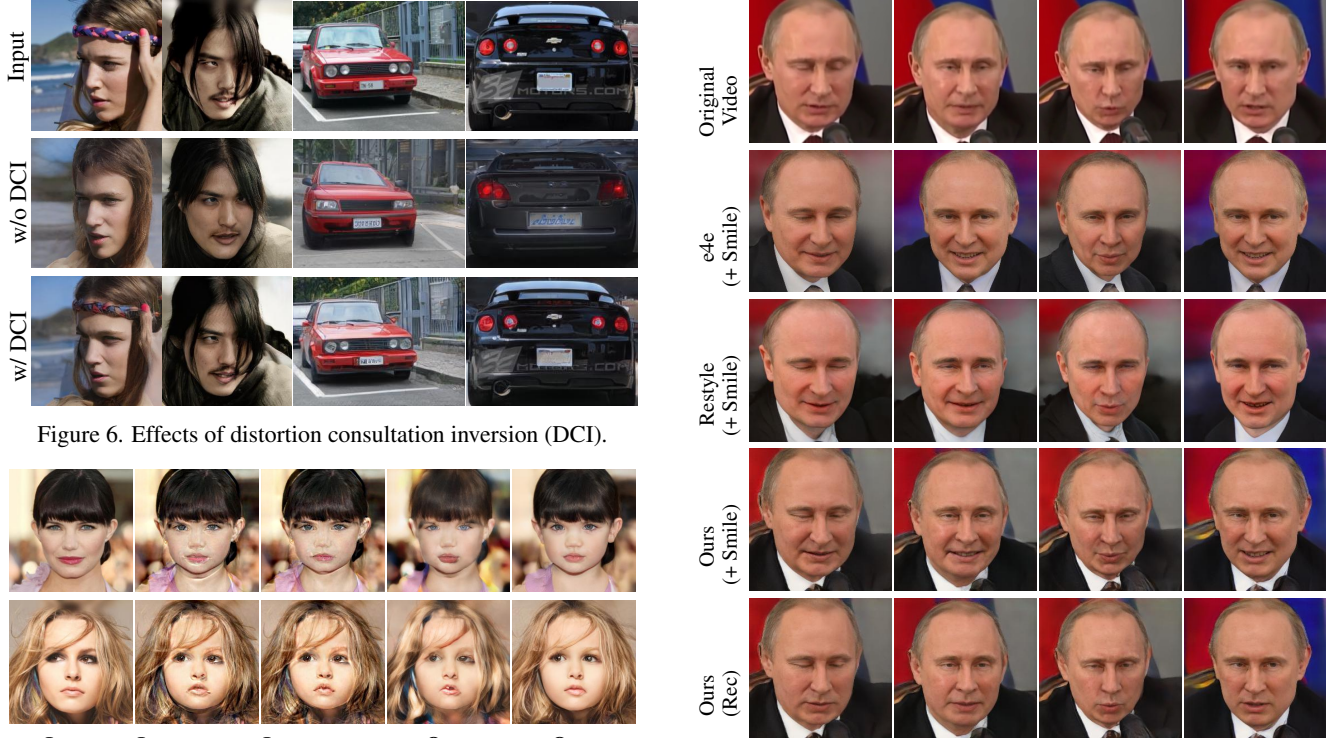 Input
w/o DCI
w/ DCI
Figure 6. Effects of distortion consultation inversion (DCI).
Original
Video
e4e
(+ Smile)
Restyle
(+ Smile)
Ours
(+ Smile)
Ours
(Rec)